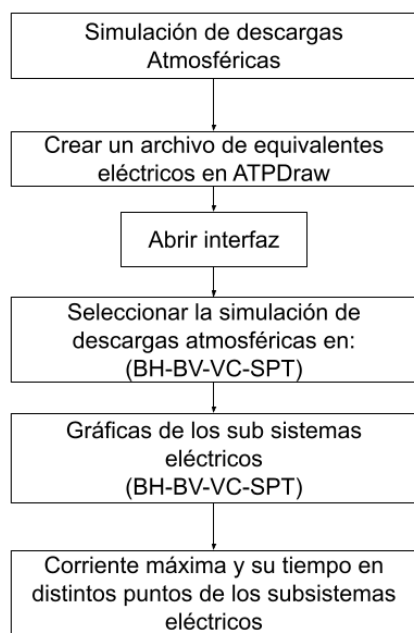 Simulación de descargas
Atmosféricas
Crear un archivo de equivalentes
eléctricos en ATPDraw
Abrir interfaz
Seleccionar la simulación de
descargas atmosféricas en:
(BH-BV-VC-SPT)
Gráficas de los sub sistemas
eléctricos
(BH-BV-VC-SPT)
Corriente máxima y su tiempo en
distintos puntos de los subsistemas
eléctricos